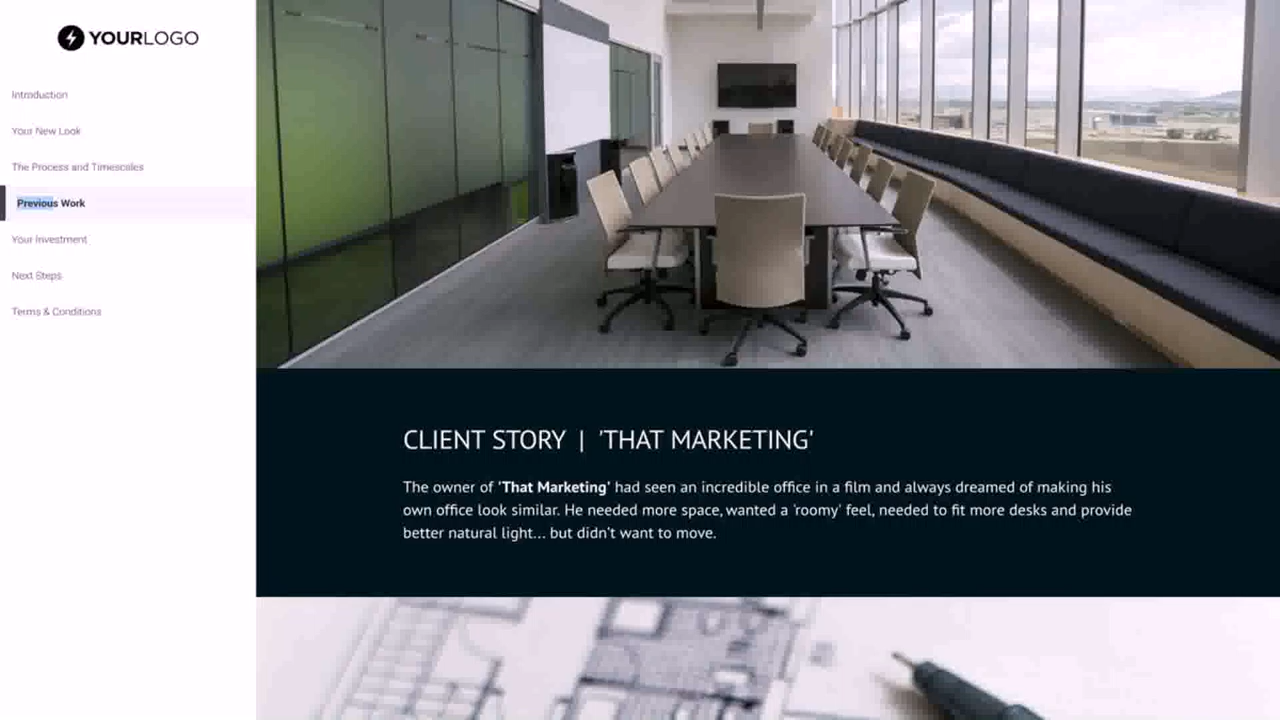 YOURLOGO
Introduction
Your New Look
The Process and Timescales
Previous Work
Your Investment
Next Steps
Terms & Conditions
CLIENT STORY | 'THAT MARKETING'
The owner of 'That Marketing' had seen an incredible office in a film and always dreamed of making his
own office look similar. He needed more space, wanted a 'roomy' feel, needed to fit more desks and provide
better natural light... but didn't want to move.